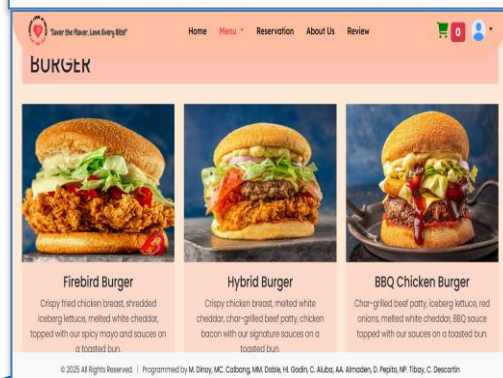 "Savor the Flavor, Love Every Bite!"
Home Menu Reservation About Us Review
0
BURGER
Firebird Burger
Crispy fried chicken breast, shredded
iceberg lettuce, melted white cheddar,
topped with our spicy mayo and sauces on
a toasted bun.
Hybrid Burger
Crispy chicken breast, melted white
cheddar, char-grilled beef patty, chicken
bacon with our signature sauces on a
toasted bun.
BBQ Chicken Burger
Char-grilled beef patty, iceberg lettuce, red
onions, melted white cheddar, BBQ sauce
topped with our sauces on a toasted bun.
© 2025 All Rights Reserved. | Programmed by M. Dinay, MC. Calbang, MM. Dabie, HI. Godin, C. Aluba, AA. Almaden, D. Pepito, NP. Tibay, C. Descartin